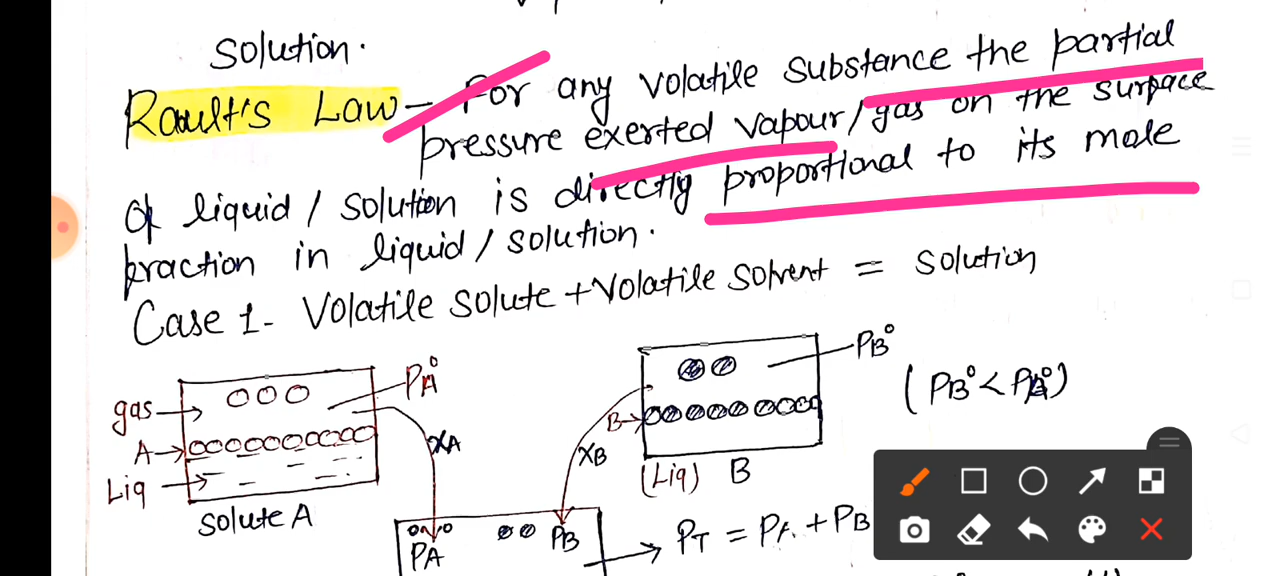 Solution.
Rault's Law - For any volatile substance the partial
pressure exerted vapour/gas on the surface
of liquid / solution is directly proportional to its mole
fraction in liquid / solution.
Case 1- Volatile solute + Volatile solvent = solution
gas
PA°
A
Liq
XA
Solute A
PB°
(PB° < PA°)
B
XB
(Liq) B
PA
PB
PT = PA + PB